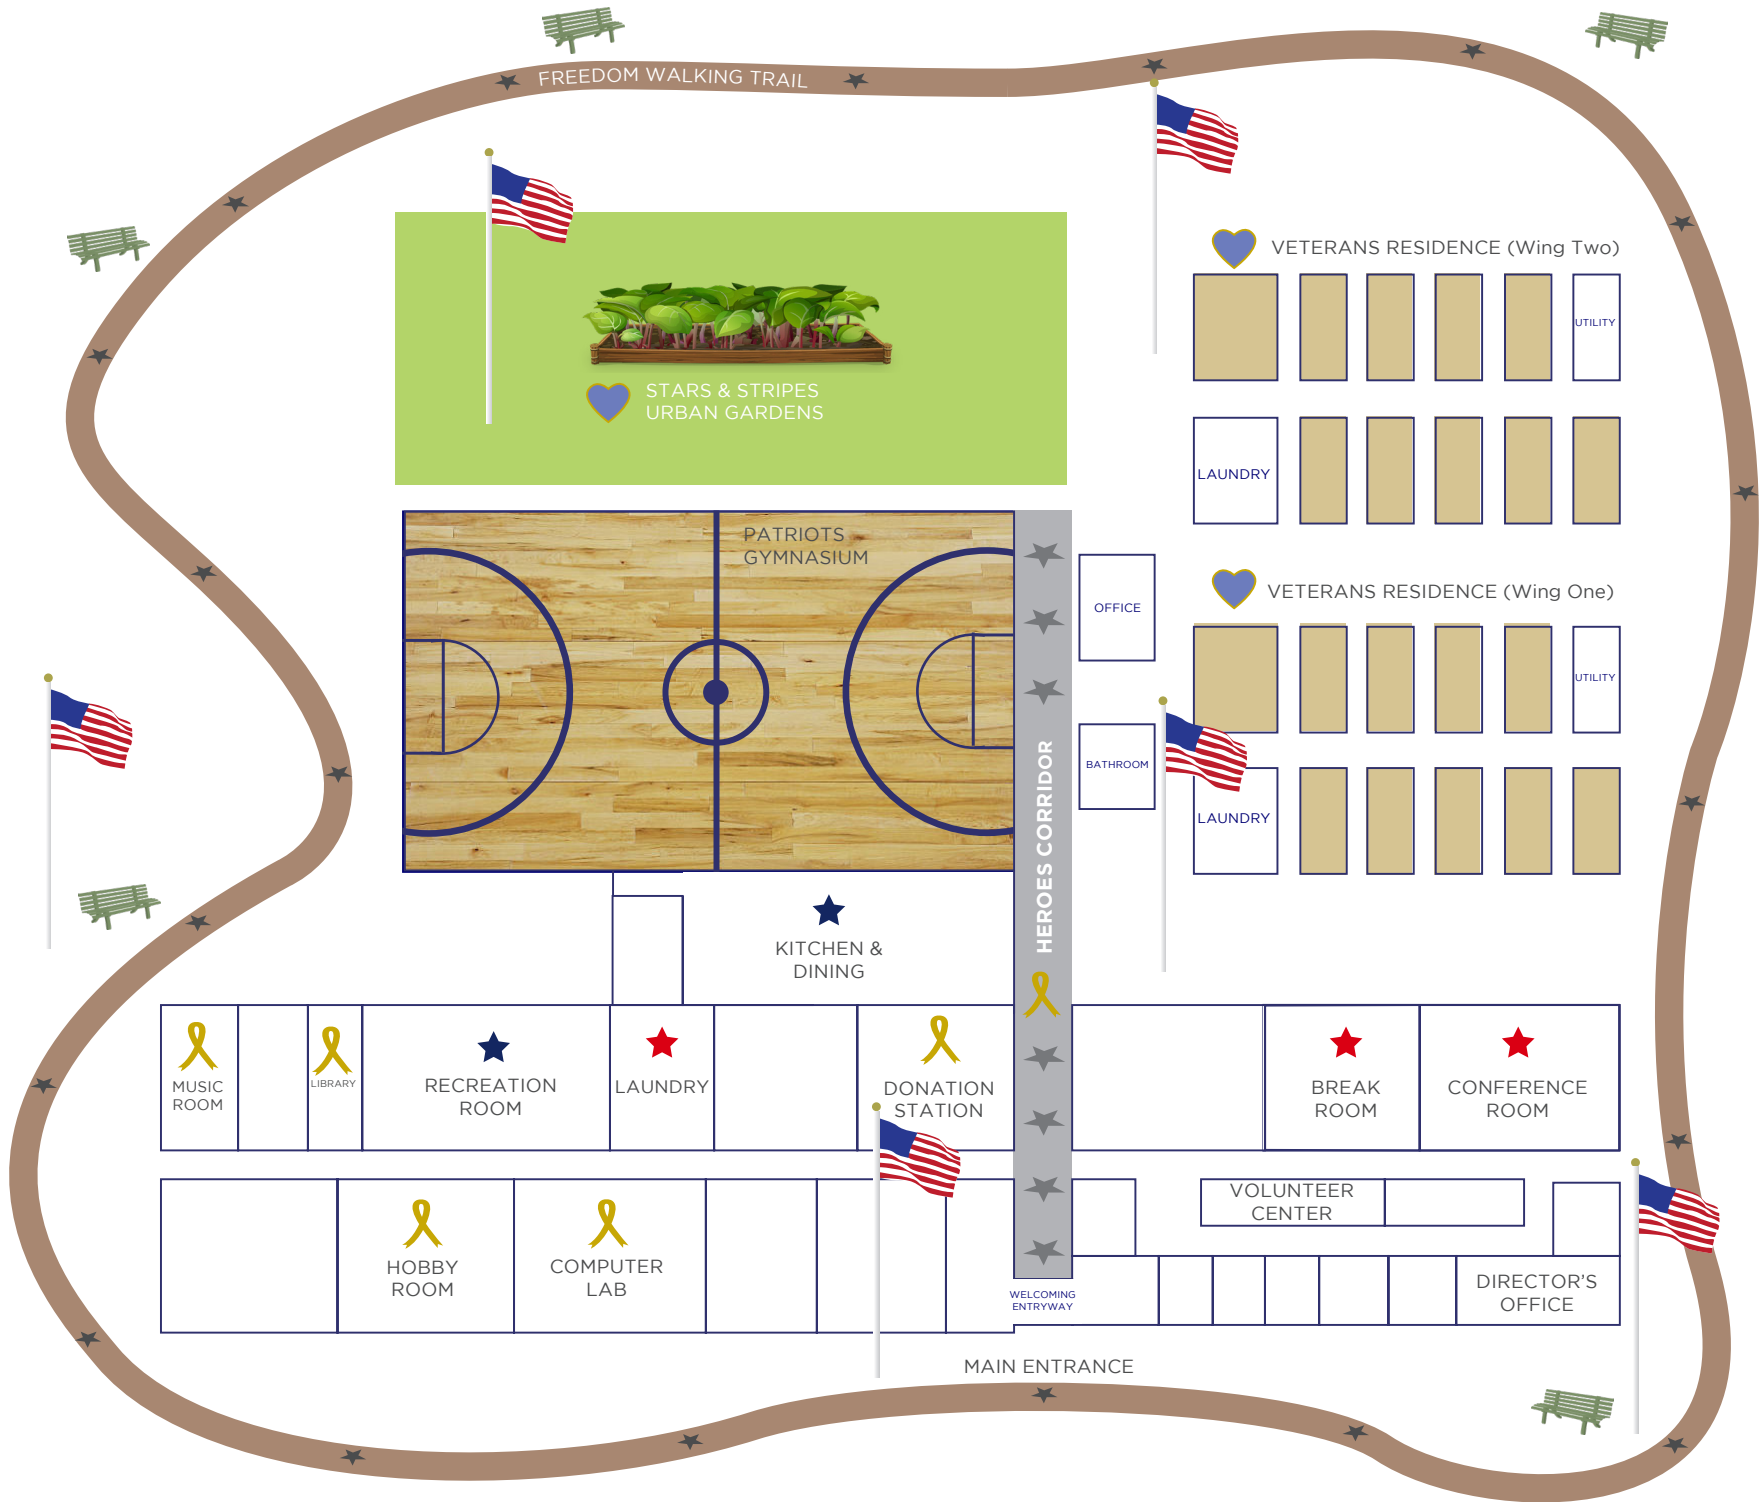 FREEDOM WALKING TRAIL
VETERANS RESIDENCE (Wing Two)
UTILITY
STARS & STRIPES
URBAN GARDENS
LAUNDRY
PATRIOTS
GYMNASIUM
OFFICE
VETERANS RESIDENCE (Wing One)
UTILITY
HEROES CORRIDOR
BATHROOM
LAUNDRY
KITCHEN &
DINING
MUSIC
ROOM
LIBRARY
RECREATION
ROOM
LAUNDRY
DONATION
STATION
BREAK
ROOM
CONFERENCE
ROOM
HOBBY
ROOM
COMPUTER
LAB
VOLUNTEER
CENTER
WELCOMING
ENTRYWAY
DIRECTOR'S
OFFICE
MAIN ENTRANCE